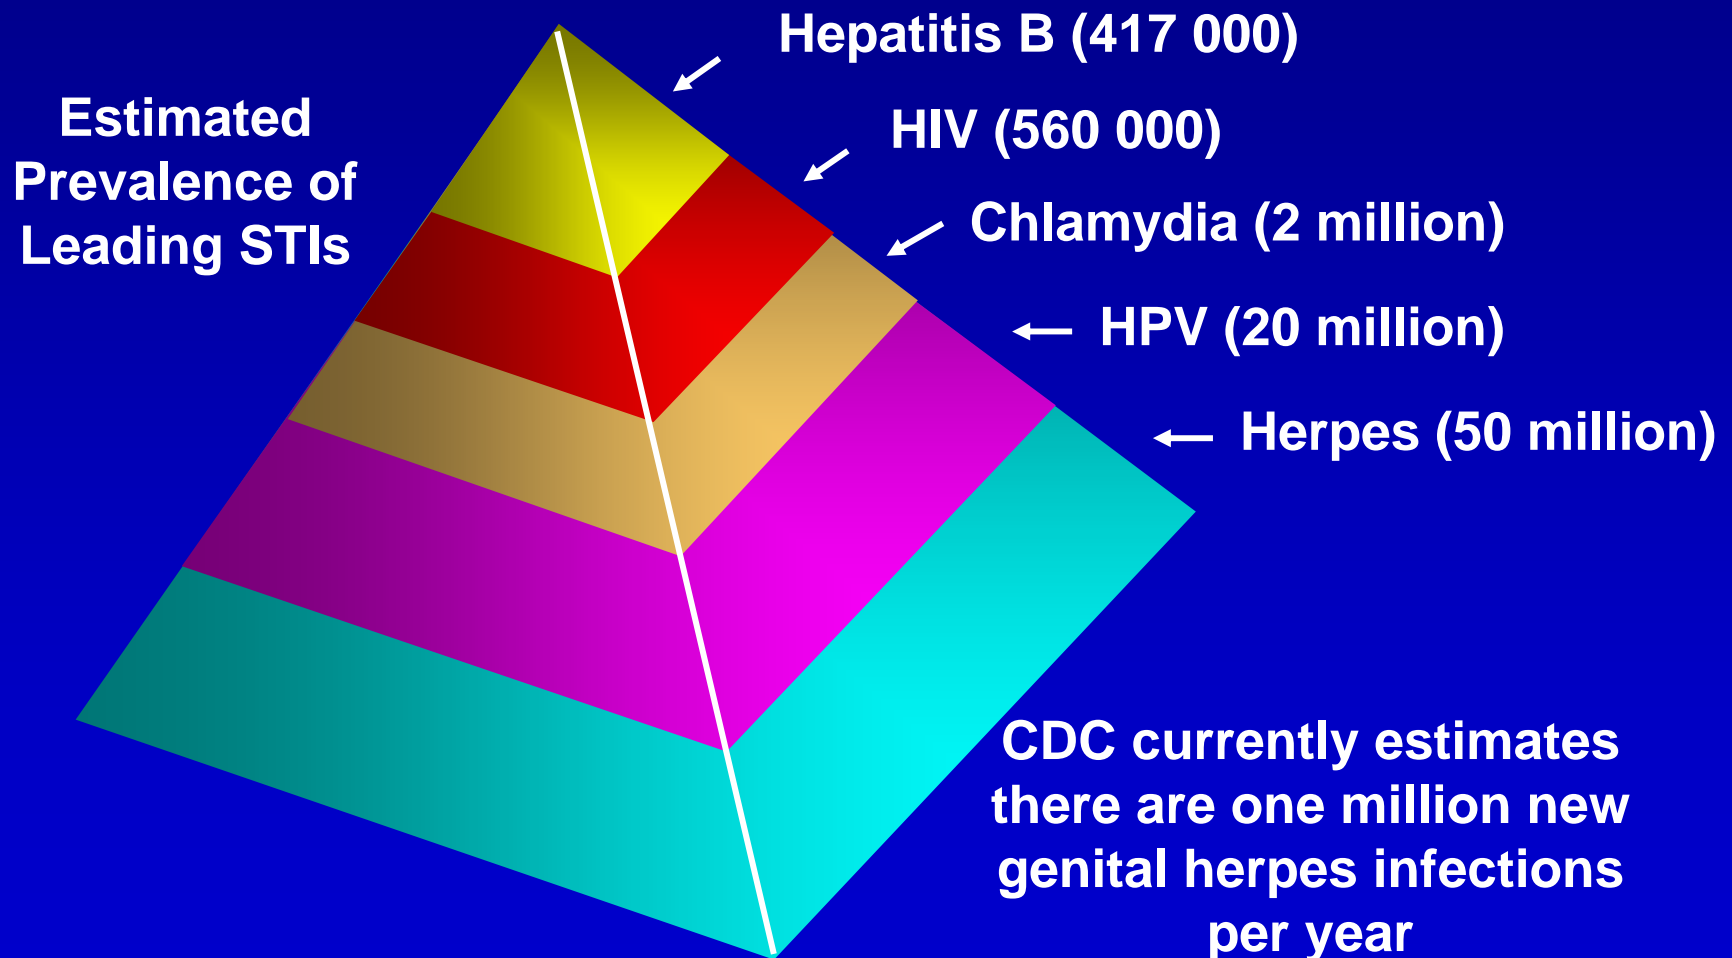 Hepatitis B (417 000)
Estimated
Prevalence of
Leading STIs
HIV (560 000)
Chlamydia (2 million)
HPV (20 million)
Herpes (50 million)
CDC currently estimates
there are one million new
genital herpes infections
per year